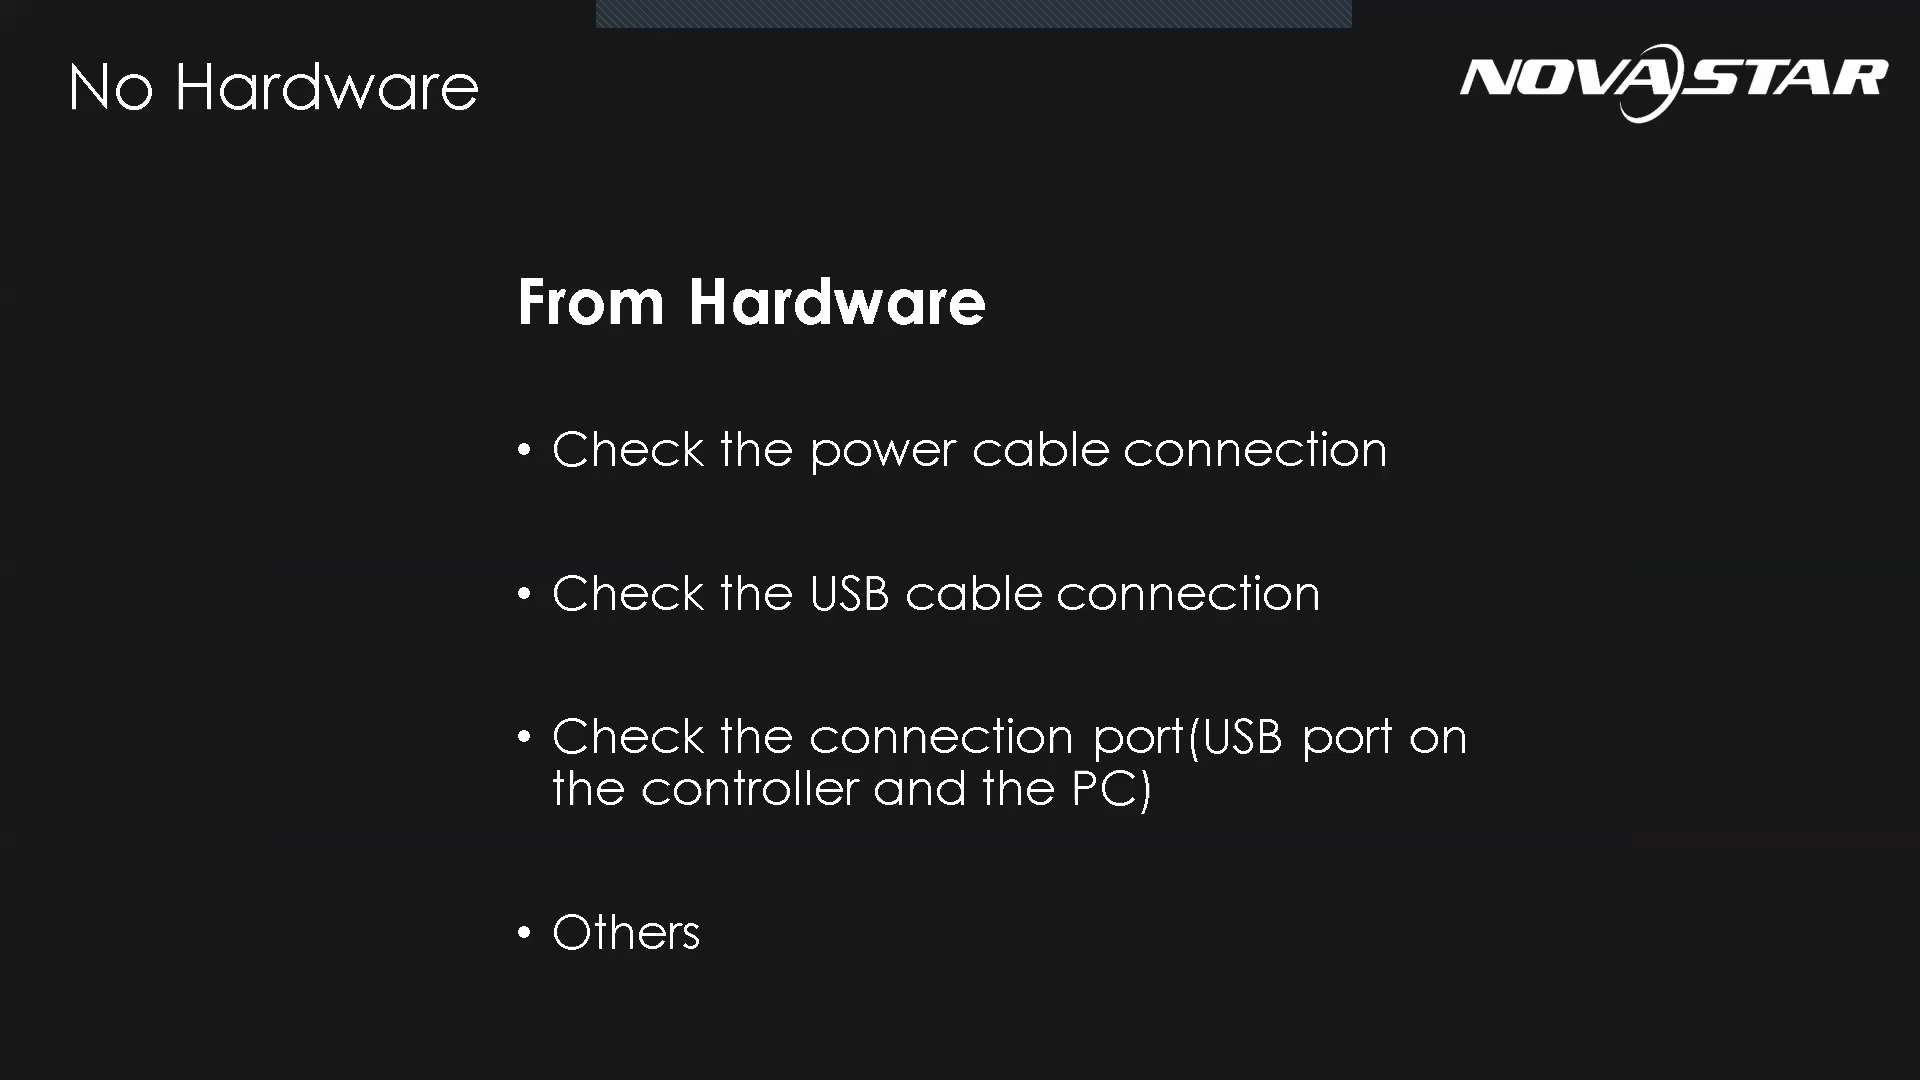 No Hardware
NOVASTAR
From Hardware
• Check the power cable connection
• Check the USB cable connection
• Check the connection port(USB port on
the controller and the PC)
• Others